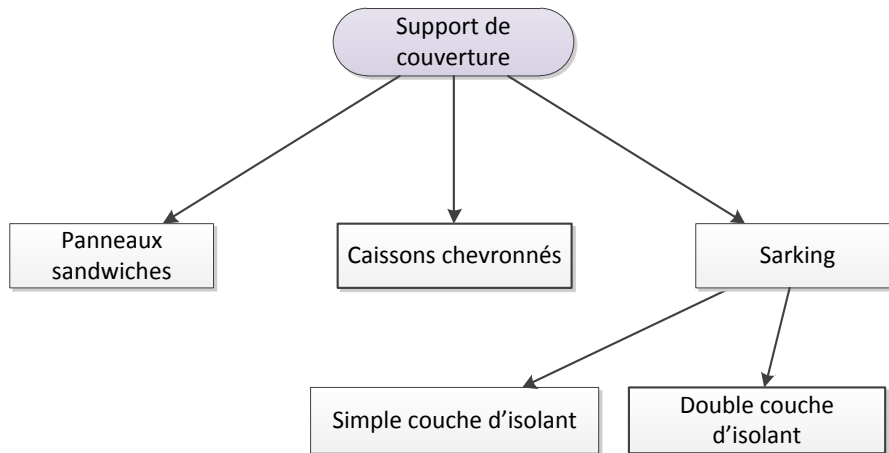 Support de
couverture
Panneaux
sandwiches
Caissons chevronnés
Sarking
Simple couche d’isolant
Double couche
d’isolant